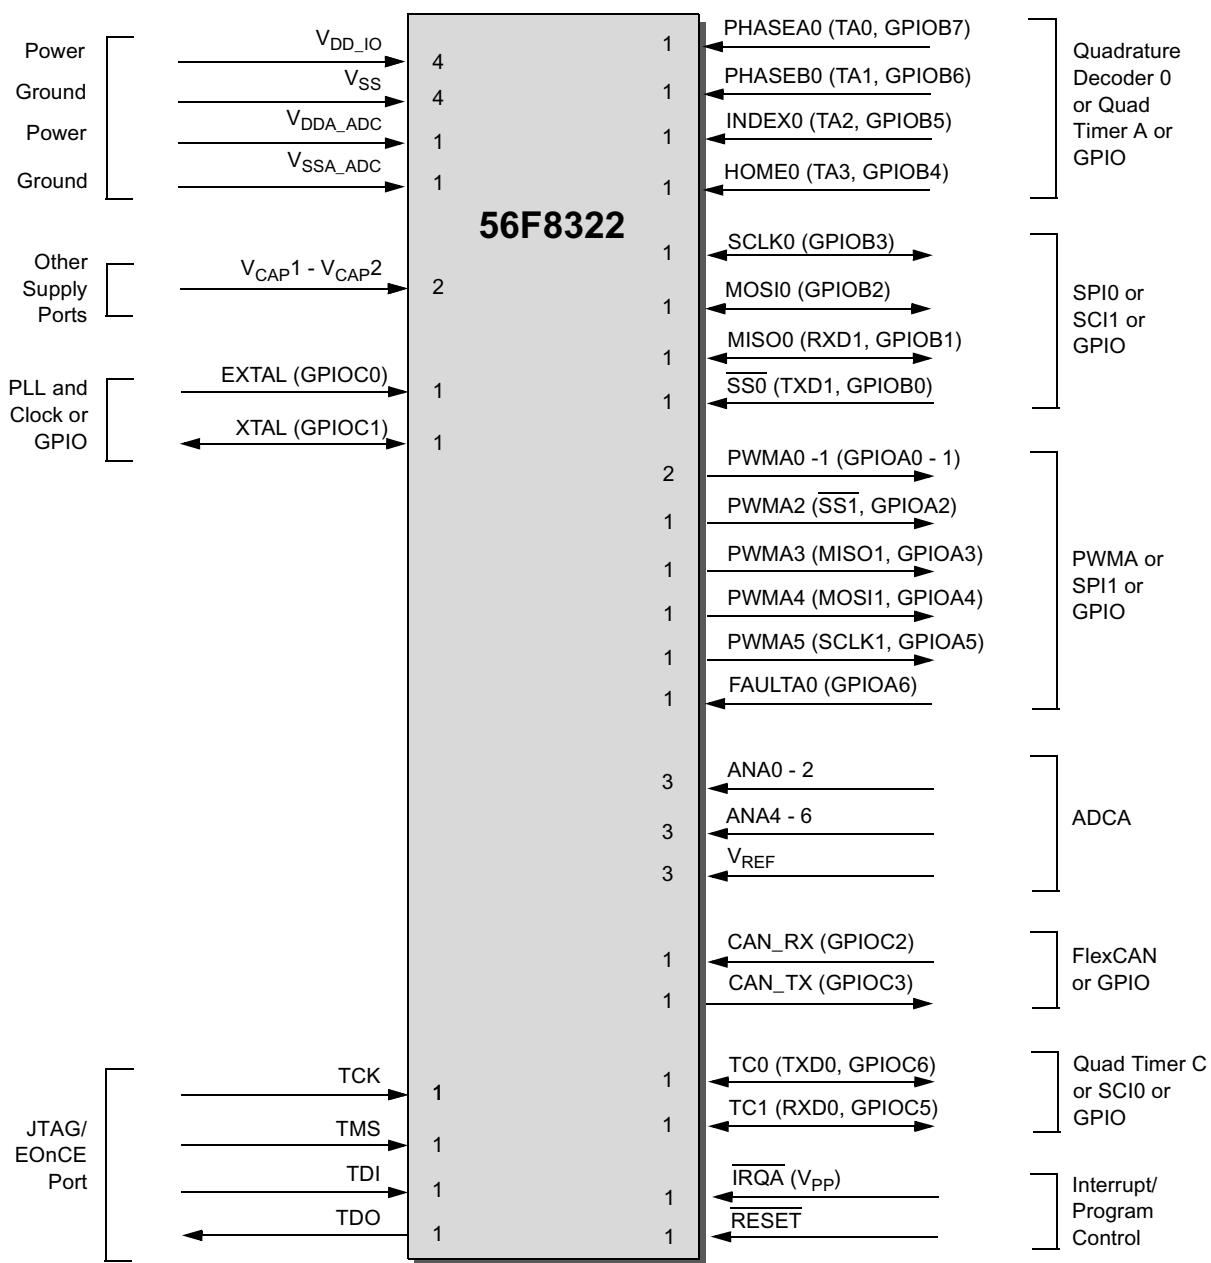 56F8322
Power
Ground
Power
Ground
V_DD_IO
4
V_SS
4
V_DDA_ADC
1
V_SSA_ADC
1
Other
Supply
Ports
V_CAP1 - V_CAP2
2
PLL and
Clock or
GPIO
EXTAL (GPIOC0)
1
XTAL (GPIOC1)
1
JTAG/
EOnCE
Port
TCK
1
TMS
1
TDI
1
TDO
1
1
PHASEA0 (TA0, GPIOB7)
1
PHASEB0 (TA1, GPIOB6)
1
INDEX0 (TA2, GPIOB5)
1
HOME0 (TA3, GPIOB4)
Quadrature
Decoder 0
or Quad
Timer A or
GPIO
1
SCLK0 (GPIOB3)
1
MOSI0 (GPIOB2)
1
MISO0 (RXD1, GPIOB1)
1
S̅S̅0̅ (TXD1, GPIOB0)
SPI0 or
SCI1 or
GPIO
2
PWMA0 -1 (GPIOA0 - 1)
1
PWMA2 (S̅S̅1̅, GPIOA2)
1
PWMA3 (MISO1, GPIOA3)
1
PWMA4 (MOSI1, GPIOA4)
1
PWMA5 (SCLK1, GPIOA5)
1
FAULTA0 (GPIOA6)
PWMA or
SPI1 or
GPIO
3
ANA0 - 2
3
ANA4 - 6
3
V_REF
ADCA
1
CAN_RX (GPIOC2)
1
CAN_TX (GPIOC3)
FlexCAN
or GPIO
1
TC0 (TXD0, GPIOC6)
1
TC1 (RXD0, GPIOC5)
Quad Timer C
or SCI0 or
GPIO
1
I̅R̅Q̅A̅ (V_PP)
1
R̅E̅S̅E̅T̅
Interrupt/
Program
Control